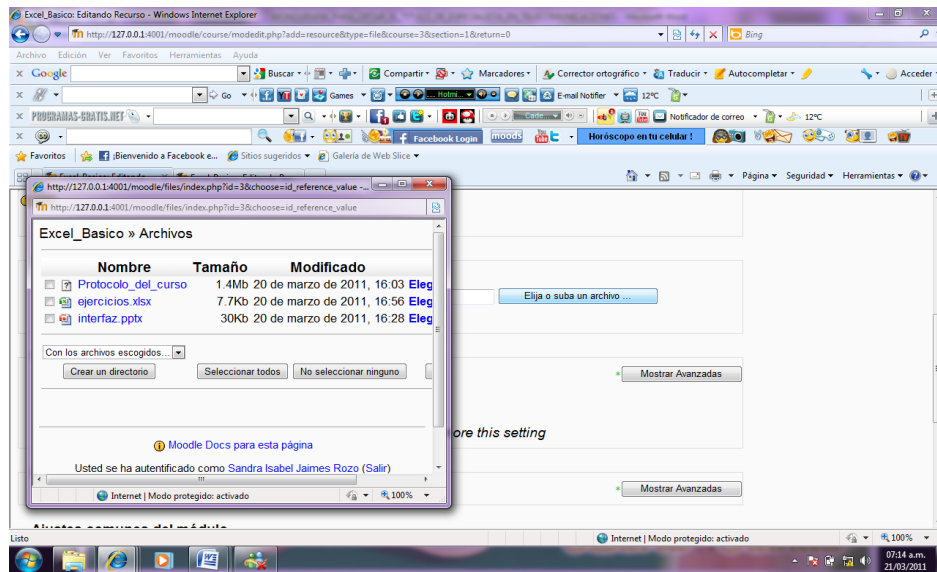 Excel_Basico: Editando Recurso - Windows Internet Explorer
http://127.0.0.1:4001/moodle/course/modedit.php?add=resource&type=file&course=3&section=1&return=0
Bing
Archivo Edición Ver Favoritos Herramientas Ayuda
x Google Buscar Compartir Marcadores Corrector ortográfico Traducir Autocompletar Acceder
x Go Games Hotmi... E-mail Notifier 12ºC
x PROGRAMAS-GRATIS.NET Cade Notificador de correo 12ºC
x Facebook Login moods Horóscopo en tu celular !
Favoritos ¡Bienvenido a Facebook e... Sitios sugeridos Galería de Web Slice
Página Seguridad Herramientas
http://127.0.0.1:4001/moodle/files/index.php?id=3&choose=id_reference_value -...
http://127.0.0.1:4001/moodle/files/index.php?id=3&choose=id_reference_value
Excel_Basico » Archivos
Nombre Tamaño Modificado
Protocolo_del_curso 1.4Mb 20 de marzo de 2011, 16:03 Eleg
ejercicios.xlsx 7.7Kb 20 de marzo de 2011, 16:56 Eleg
interfaz.pptx 30Kb 20 de marzo de 2011, 16:28 Eleg
Elija o suba un archivo ...
Con los archivos escogidos...
Crear un directorio Seleccionar todos No seleccionar ninguno
Mostrar Avanzadas
ore this setting
Moodle Docs para esta página
Usted se ha autentificado como Sandra Isabel Jaimes Rozo (Salir)
Internet | Modo protegido: activado 100%
Mostrar Avanzadas
Listo Internet | Modo protegido: activado 100%
07:14 a.m.
21/03/2011